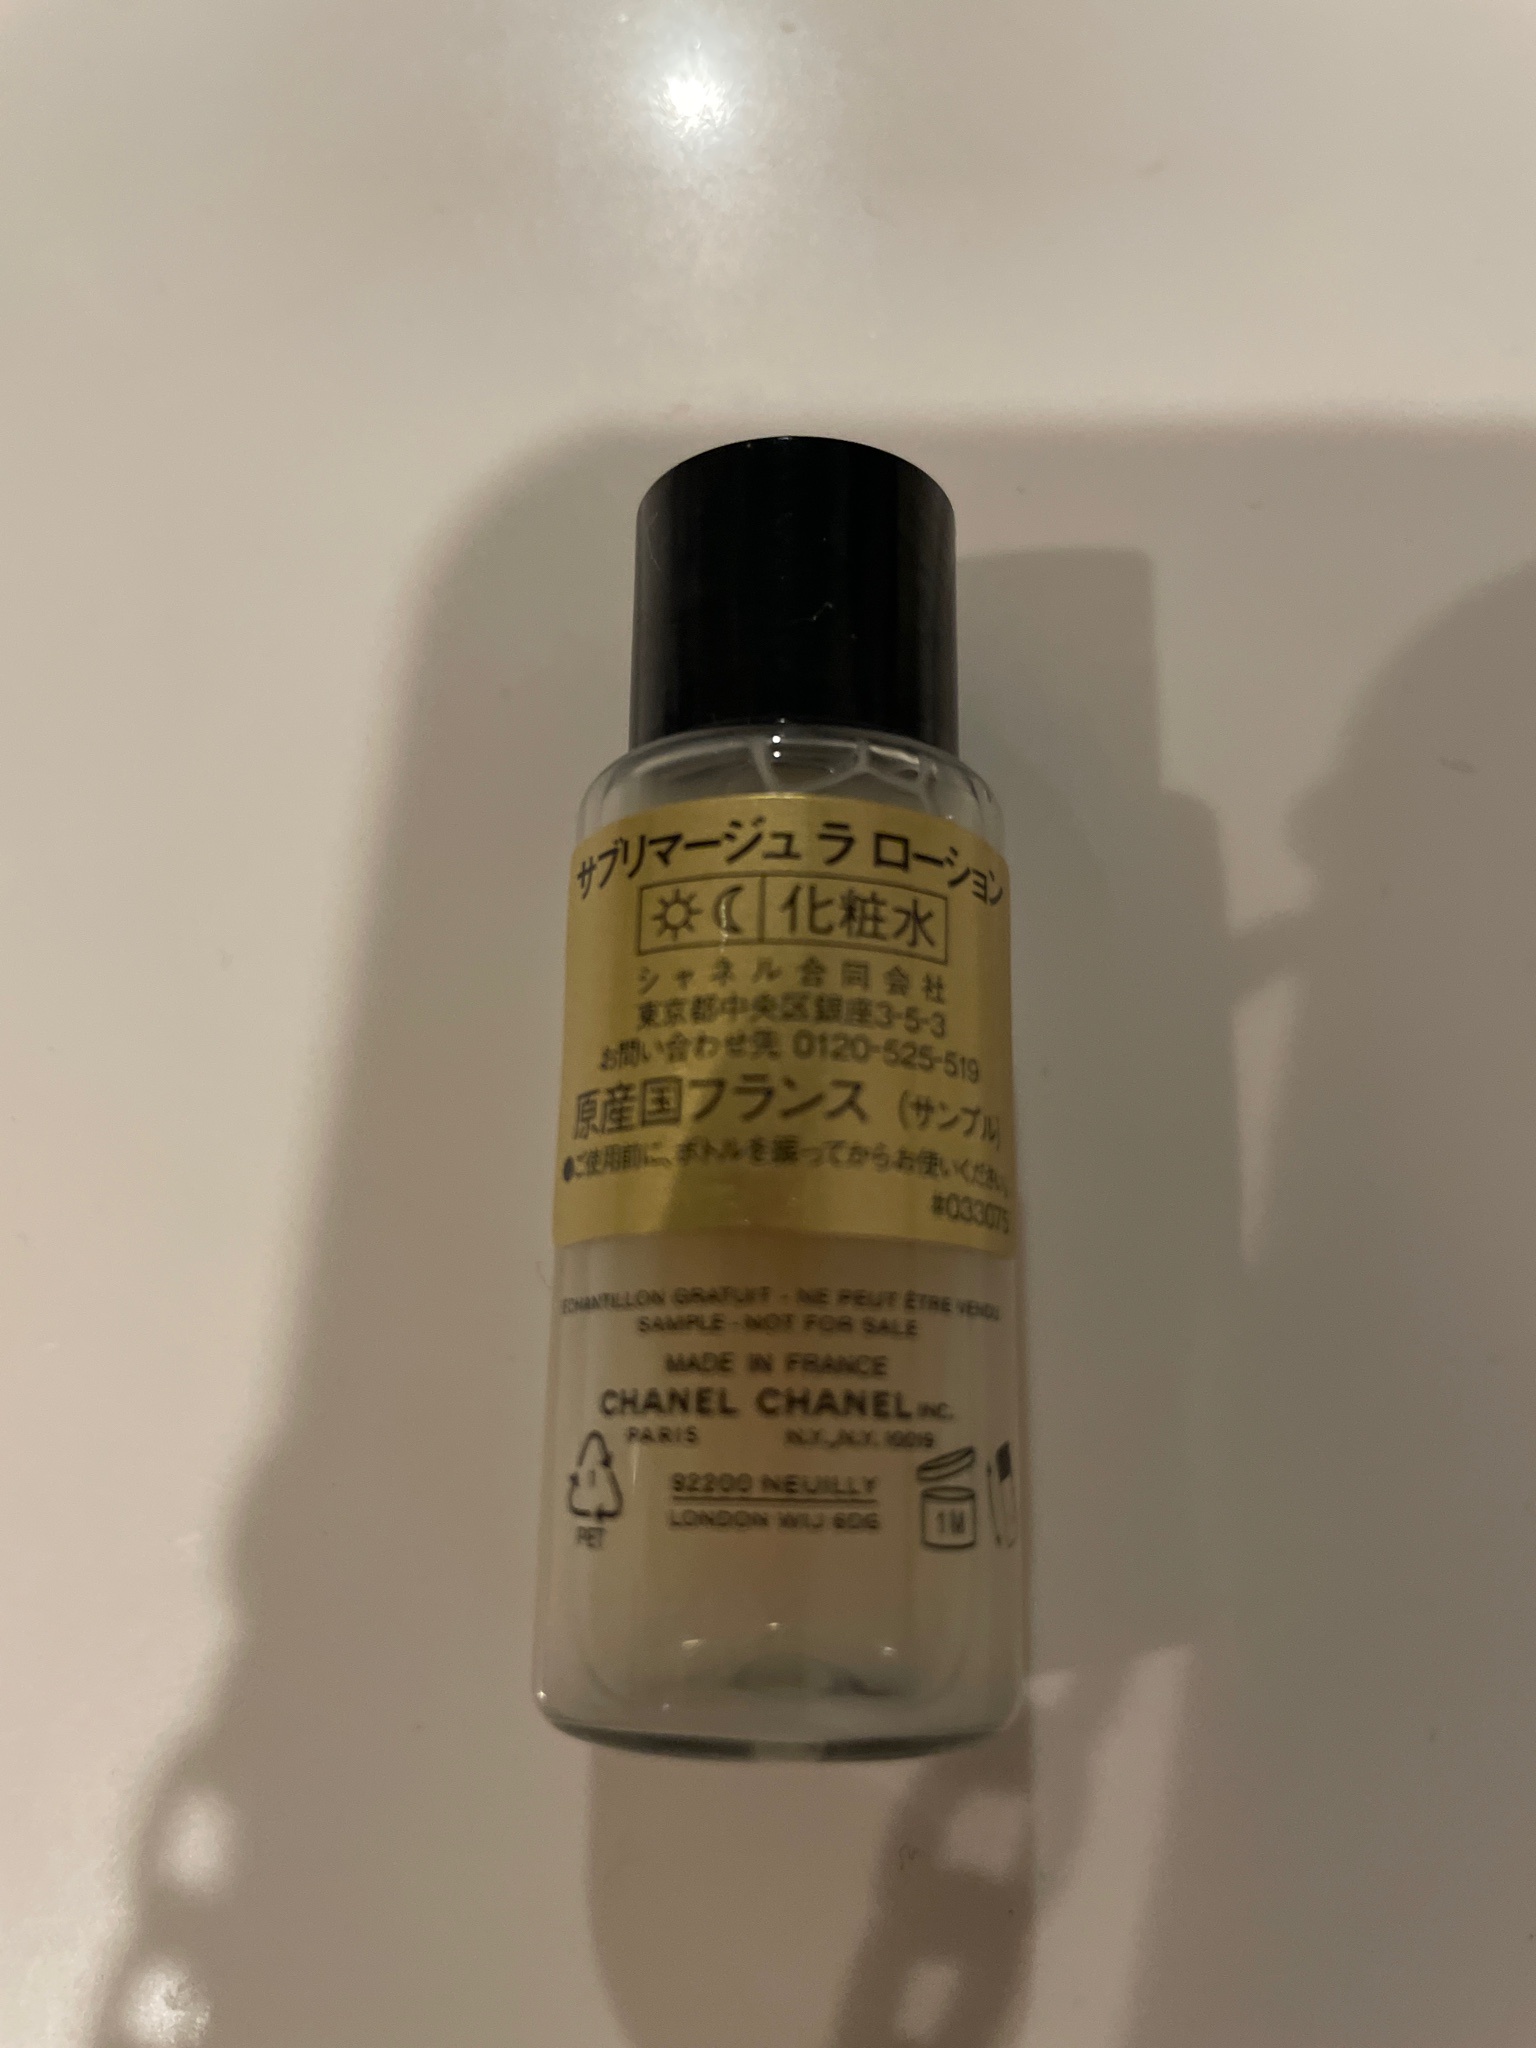 サブリマージュ ラ ローション
化粧水
シャネル合同会社
東京都中央区銀座3-5-3
お問い合わせ先 0120-525-519
原産国フランス (サンプル)
●ご使用前に、ボトルを振ってからお使いください。
#033075
ÉCHANTILLON GRATUIT - NE PEUT ÊTRE VENDU
SAMPLE - NOT FOR SALE
MADE IN FRANCE
CHANEL CHANEL INC.
PARIS N.Y., N.Y. 10019
92200 NEUILLY
LONDON W1J 6DG
1
PET
1M